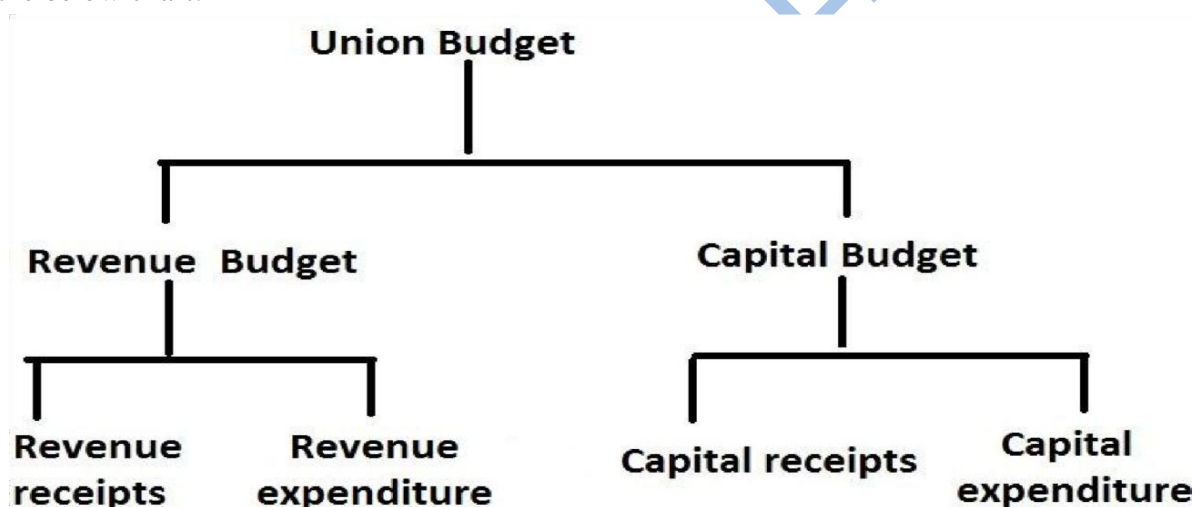 Union Budget
Revenue Budget
Capital Budget
Revenue receipts
Revenue expenditure
Capital receipts
Capital expenditure